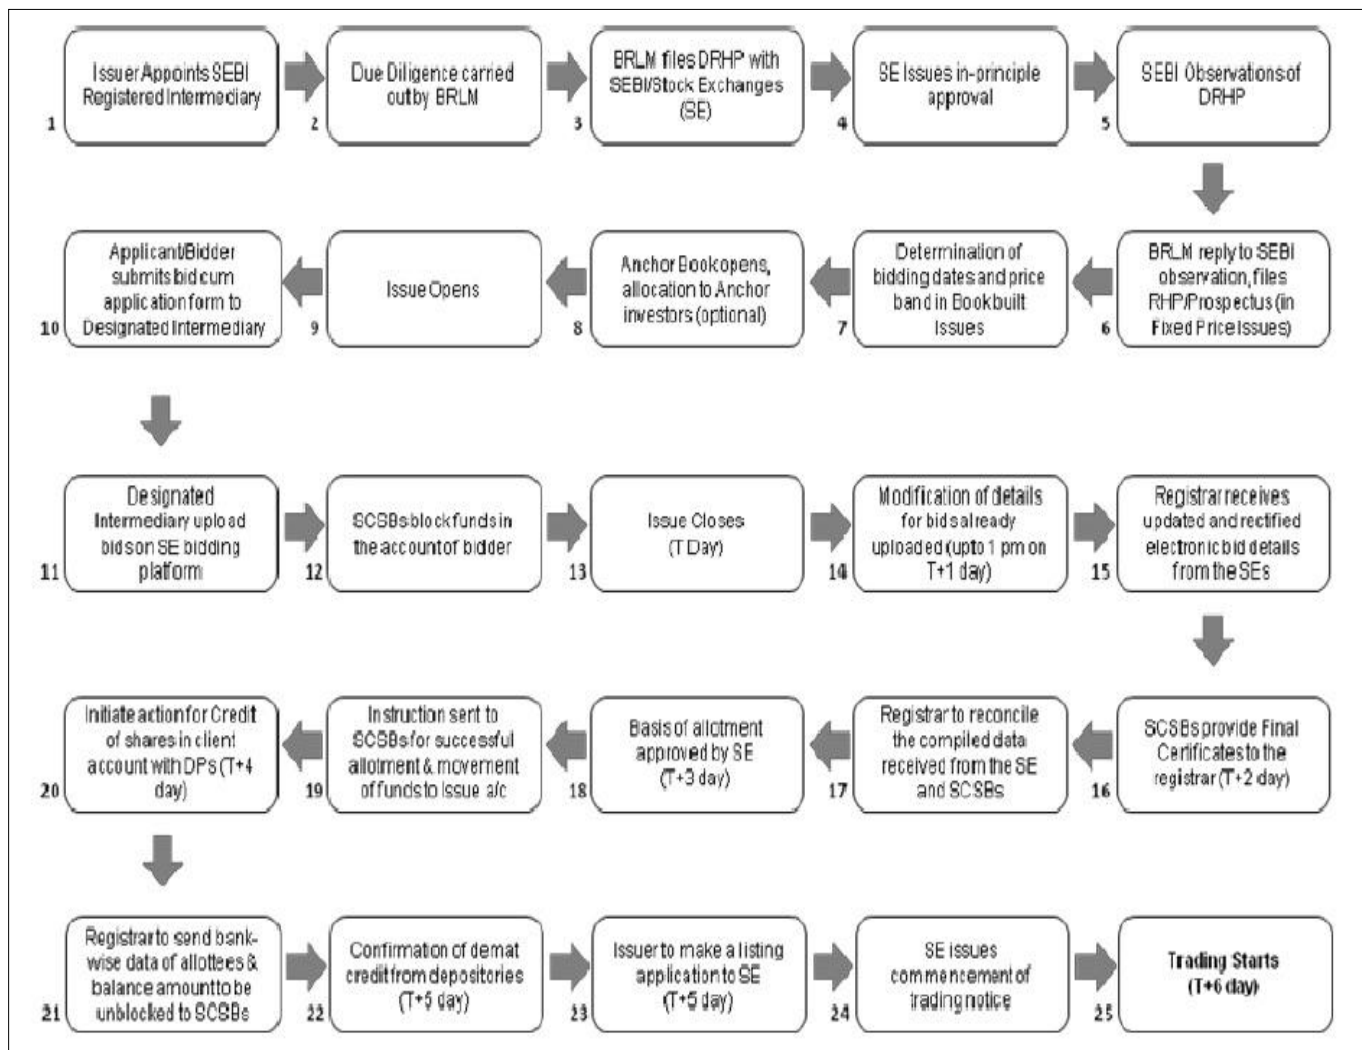 Issuer Appoints SEBI
Registered Intermediary
1
Due Diligence carried
out by BRLM
2
BRLM files DRHP with
SEBI/Stock Exchanges
(SE)
3
SE Issues in-principle
approval
4
SEBI Observations of
DRHP
5
BRLM reply to SEBI
observation, files
RHP/Prospectus (in
Fixed Price Issues)
6
Determination of
bidding dates and price
band in Book built
Issues
7
Anchor Book opens,
allocation to Anchor
investors (optional)
8
Issue Opens
9
Applicant/Bidder
submits bid cum
application form to
Designated Intermediary
10
Designated
Intermediary upload
bids on SE bidding
platform
11
SCSBs block funds in
the account of bidder
12
Issue Closes
(T Day)
13
Modification of details
for bids already
uploaded (upto 1 pm on
T+1 day)
14
Registrar receives
updated and rectified
electronic bid details
from the SEs
15
SCSBs provide Final
Certificates to the
registrar (T+2 day)
16
Registrar to reconcile
the compiled data
received from the SE
and SCSBs
17
Basis of allotment
approved by SE
(T+3 day)
18
Instruction sent to
SCSBs for successful
allotment & movement
of funds to Issue a/c
19
Initiate action for Credit
of shares in client
account with DPs (T+4
day)
20
Registrar to send bank-
wise data of allottees &
balance amount to be
unblocked to SCSBs
21
Confirmation of demat
credit from depositories
(T+5 day)
22
Issuer to make a listing
application to SE
(T+5 day)
23
SE issues
commencement of
trading notice
24
Trading Starts
(T+6 day)
25